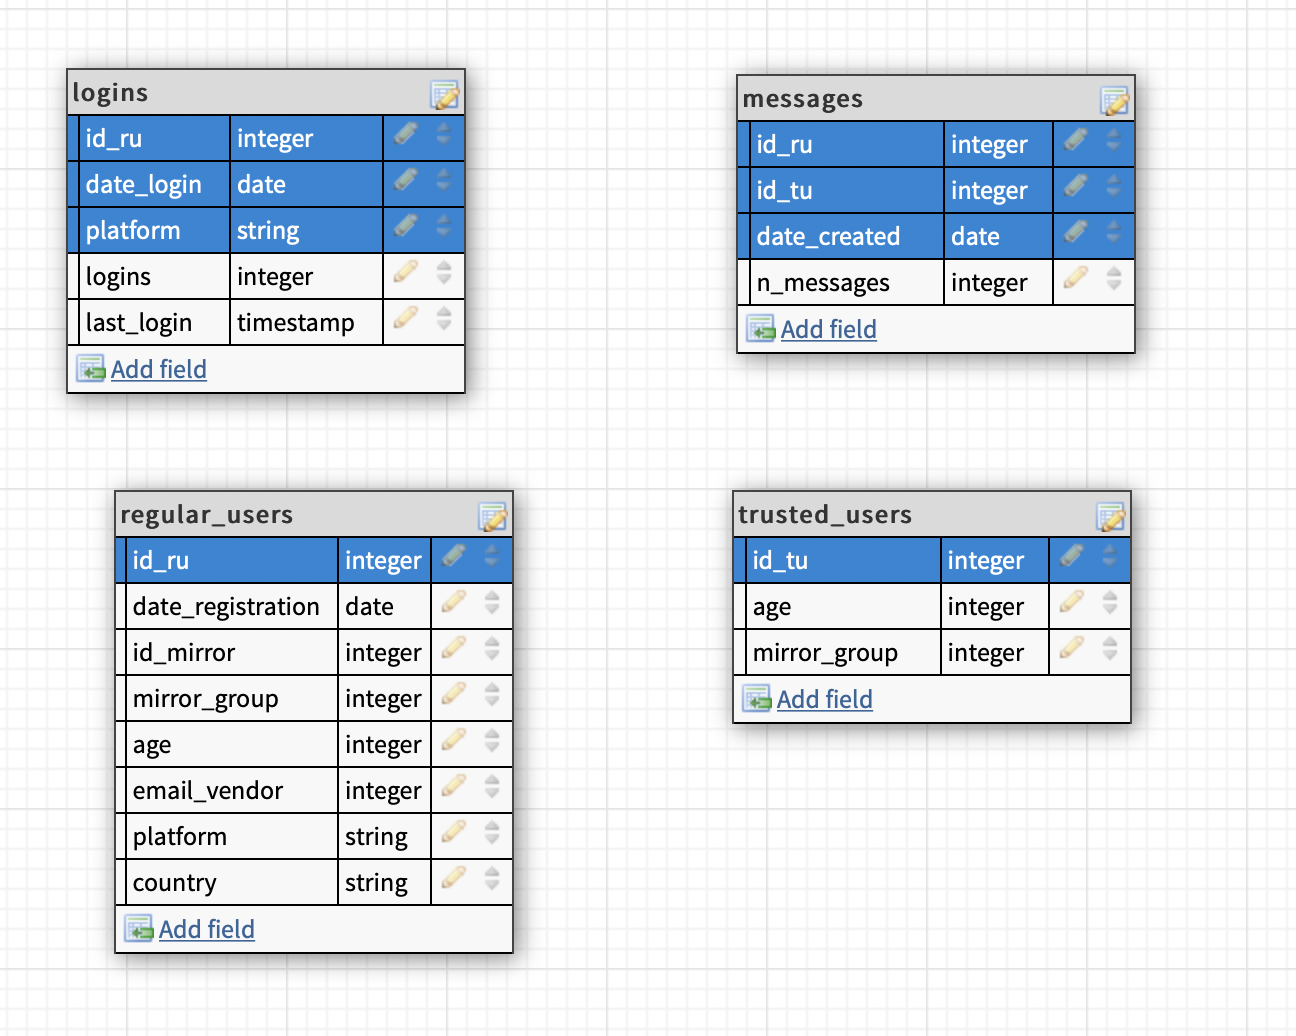 logins
id_ru integer
date_login date
platform string
logins integer
last_login timestamp
Add field
messages
id_ru integer
id_tu integer
date_created date
n_messages integer
Add field
regular_users
id_ru integer
date_registration date
id_mirror integer
mirror_group integer
age integer
email_vendor integer
platform string
country string
Add field
trusted_users
id_tu integer
age integer
mirror_group integer
Add field